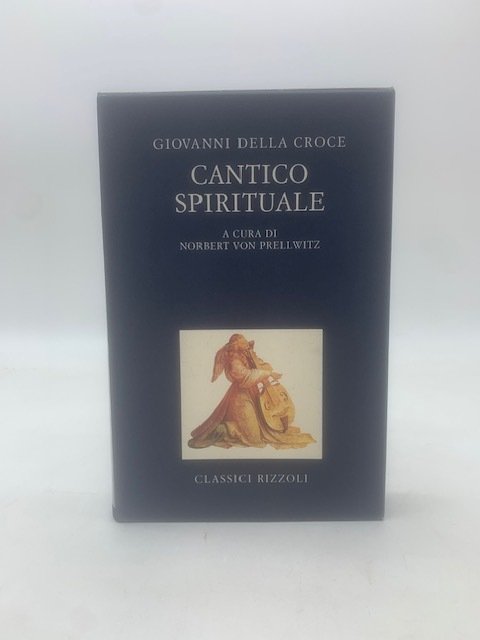 GIOVANNI DELLA CROCE
CANTICO
SPIRITUALE
A CURA DI
NORBERT VON PRELLWITZ
CLASSICI RIZZOLI